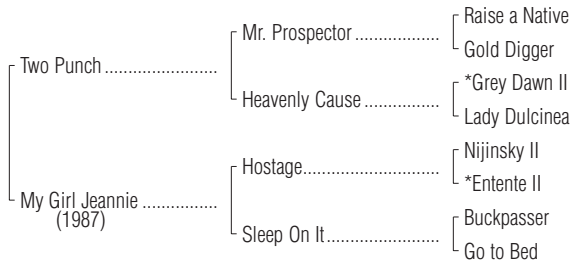 Raise a Native
Mr. Prospector ..................
Gold Digger
Two Punch ........................
*Grey Dawn II
Heavenly Cause ................
Lady Dulcinea
Nijinsky II
Hostage.............................
*Entente II
My Girl Jeannie ................
(1987)
Buckpasser
Sleep On It........................
Go to Bed